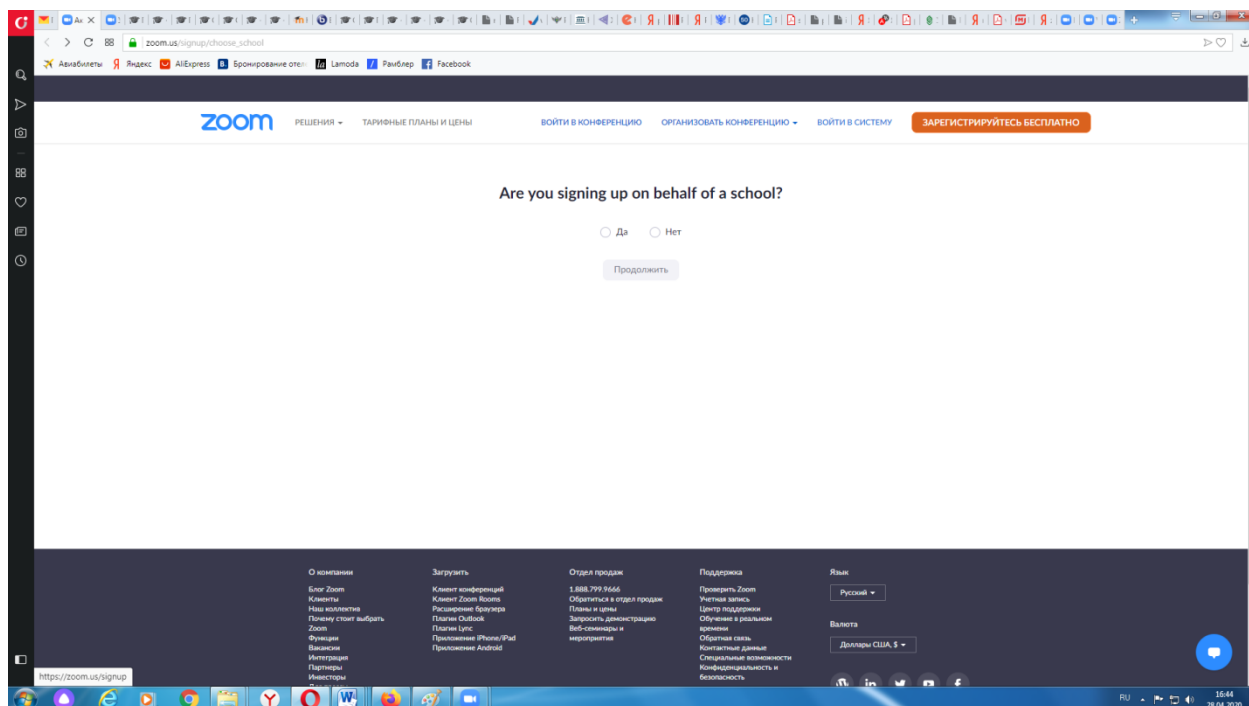 zoom.us/signup/choose_school
Авиабилеты Яндекс AliExpress Бронирование отел Lamoda Рамблер Facebook
zoom РЕШЕНИЯ ТАРИФНЫЕ ПЛАНЫ И ЦЕНЫ ВОЙТИ В КОНФЕРЕНЦИЮ ОРГАНИЗОВАТЬ КОНФЕРЕНЦИЮ ВОЙТИ В СИСТЕМУ ЗАРЕГИСТРИРУЙТЕСЬ БЕСПЛАТНО
Are you signing up on behalf of a school?
Да Нет
Продолжить
О компании
Блог Zoom
Клиенты
Наш коллектив
Почему стоит выбрать
Zoom
Функции
Вакансии
Интеграция
Партнеры
Инвесторы
Загрузить
Клиент конференций
Клиент Zoom Rooms
Расширение браузера
Плагин Outlook
Плагин Lync
Приложение iPhone/iPad
Приложение Android
Отдел продаж
1.888.799.9666
Обратиться в отдел продаж
Планы и цены
Запросить демонстрацию
Веб-семинары и
мероприятия
Поддержка
Проверить Zoom
Учетная запись
Центр поддержки
Обучение в реальном
времени
Обратная связь
Контактные данные
Специальные возможности
Конфиденциальность и
безопасность
Язык
Русский
Валюта
Доллары США, $
https://zoom.us/signup
RU 16:44
28.04.2020